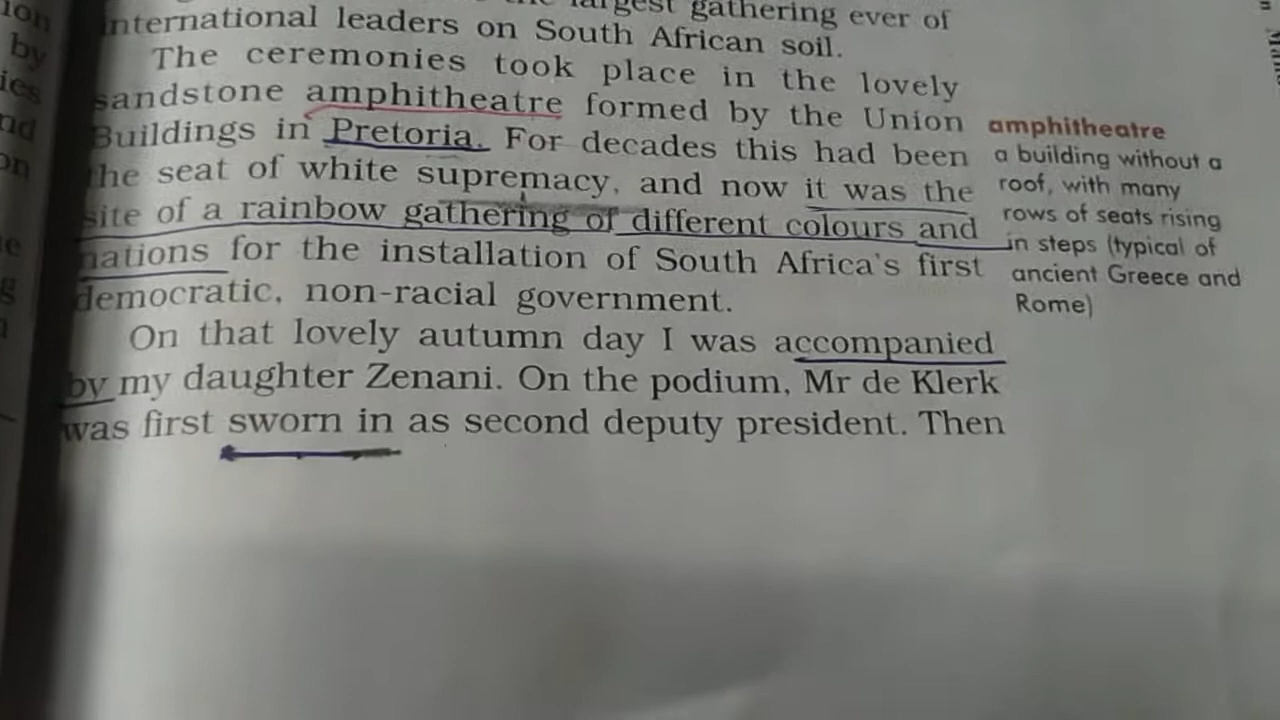 largest gathering ever of
international leaders on South African soil.
The ceremonies took place in the lovely
sandstone amphitheatre formed by the Union
Buildings in Pretoria. For decades this had been
the seat of white supremacy, and now it was the
site of a rainbow gathering of different colours and
nations for the installation of South Africa's first
democratic, non-racial government.
On that lovely autumn day I was accompanied
by my daughter Zenani. On the podium, Mr de Klerk
was first sworn in as second deputy president. Then
amphitheatre
a building without a
roof, with many
rows of seats rising
in steps (typical of
ancient Greece and
Rome)
by